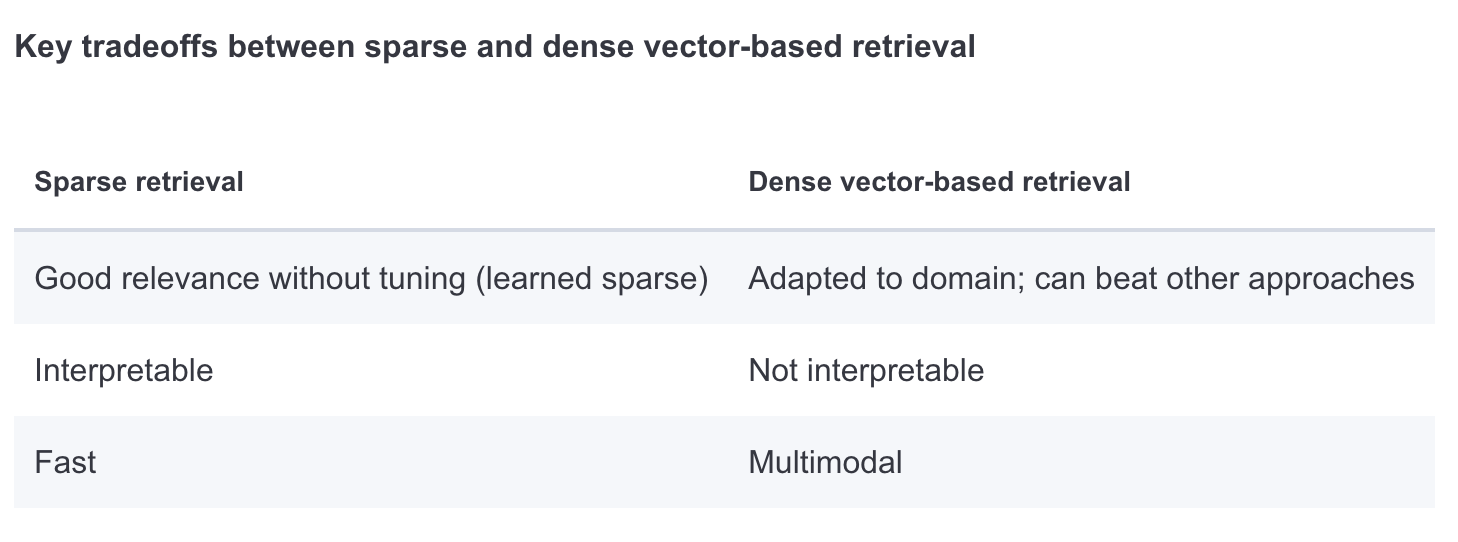 Key tradeoffs between sparse and dense vector-based retrieval
Sparse retrieval Dense vector-based retrieval
Good relevance without tuning (learned sparse) Adapted to domain; can beat other approaches
Interpretable Not interpretable
Fast Multimodal